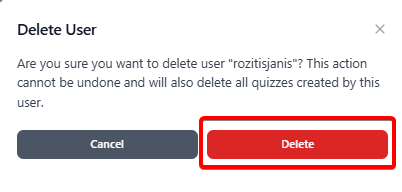 Delete User
Are you sure you want to delete user "rozitisjanis"? This action
cannot be undone and will also delete all quizzes created by this
user.
Cancel
Delete